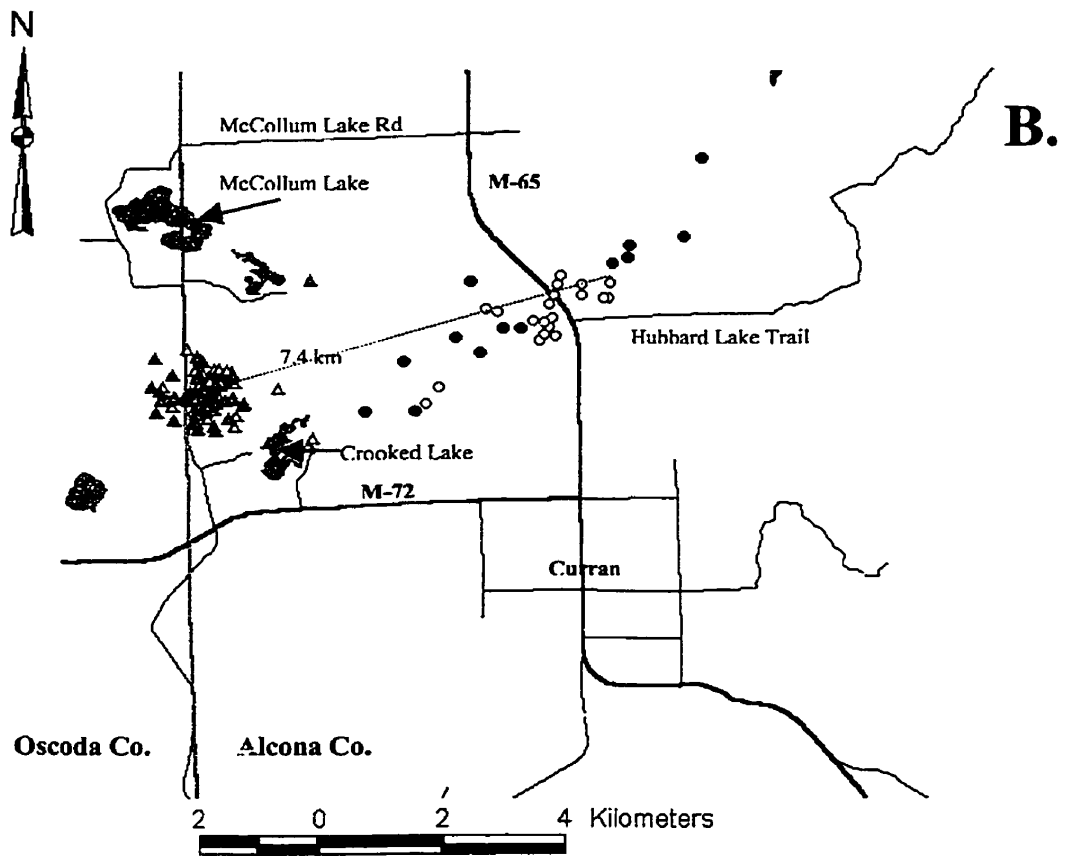 N
McCollum Lake Rd
B.
McCollum Lake
M-65
Hubbard Lake Trail
7.4 km
Crooked Lake
M-72
Curran
Oscoda Co.
Alcona Co.
2 0 2 4 Kilometers